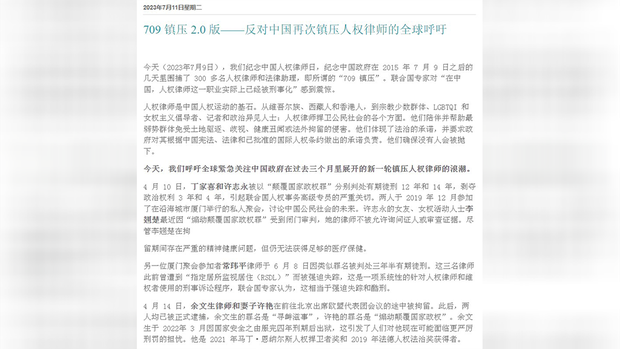 2022年7月11日星期二
709 镇压 2.0 版——反对中国再次镇压人权律师的全球呼吁
今天（2023年7月9日），我们纪念中国人权律师日，纪念中国政府在 2015 年 7 月 9 日之后的
几天里围捕了 300 多名人权律师和法律助理，即所谓的“709 镇压”。联合国专家对“在中
国，人权律师这一职业实际上已经被刑事化”感到震惊。
人权律师是中国人权运动的基石。从维吾尔族、西藏人和香港人，到宗教少数群体、LGBTQI 和
女权主义倡导者、记者和政治异见人士；人权律师捍卫公民社会的各个方面。他们陪伴并帮助最
弱势群体免受土地驱逐、歧视、健康丑闻或法外拘留的侵害。他们体现了法治的承诺，并要求政
府对其根据中国宪法、法律和已批准的国际人权条约做出的承诺负责。他们确保没有人会被抛
下。
今天，我们呼吁全球紧急关注中国政府在过去三个月里展开的新一轮镇压人权律师的浪潮。
4 月 10 日，丁家喜和许志永被以“颠覆国家政权罪”分别判处有期徒刑 12 年和 14 年，剥夺
政治权利 3 年和 4 年，引起联合国人权事务高级专员的严重关切。两人于 2019 年 12 月参加
了在沿海城市厦门举行的私人聚会，讨论中国公民社会的未来。许志永的女友、女权活动人士李
翘楚最近因“煽动颠覆国家政权罪”受到闭门审判，她的律师不被允许询问证人或审查证据。尽
管李翘楚在拘
留期间存在严重的精神健康问题，但仍无法获得足够的医疗保健。
另一位厦门聚会参加者常玮平律师于 6 月 8 日因类似罪名被判处三年半有期徒刑。这三名律师
此前曾遭到“指定居所监视居住（RSDL）”而被强迫失踪，这是一项系统性的针对人权律师和维
权者使用的刑事诉讼程序，联合国专家认为，这相当于强迫失踪和酷刑。
4 月 14 日，余文生律师和妻子许艳在前往北京出席欧盟代表团会议的途中被拘留。此后，两
人均已被正式逮捕，余文生的罪名是“寻衅滋事”，许艳的罪名是“煽动颠覆国家政权”。余文
生于 2022 年 3 月因国家安全之由服完四年刑期后出狱，这引发了人们对他现在可能面临更严厉
刑罚的担忧。他是 2021 年马丁·恩纳尔斯人权捍卫者奖和 2019 年法德人权法治奖获得者。